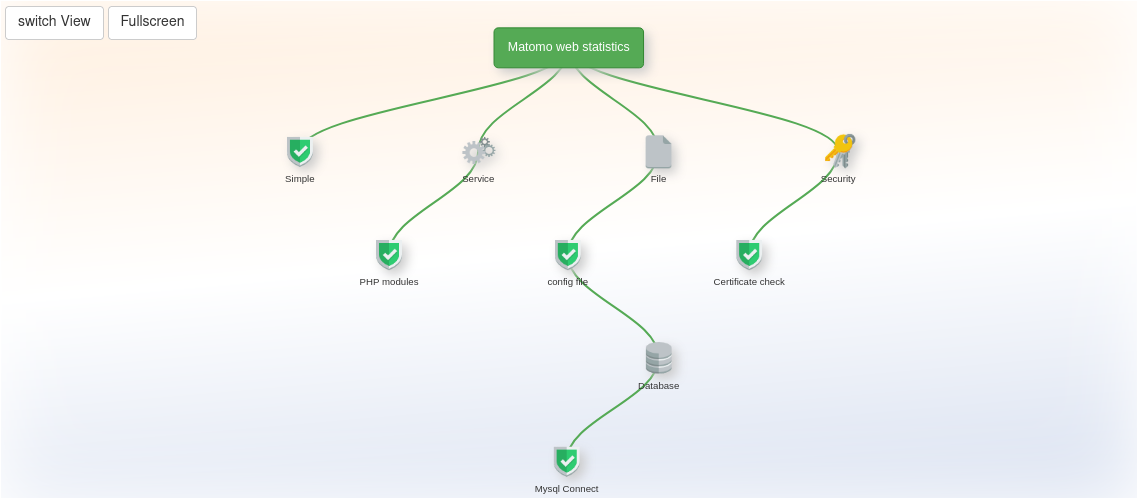 switch View
Fullscreen
Matomo web statistics
Simple
Service
File
Security
PHP modules
config file
Certificate check
Database
Mysql Connect